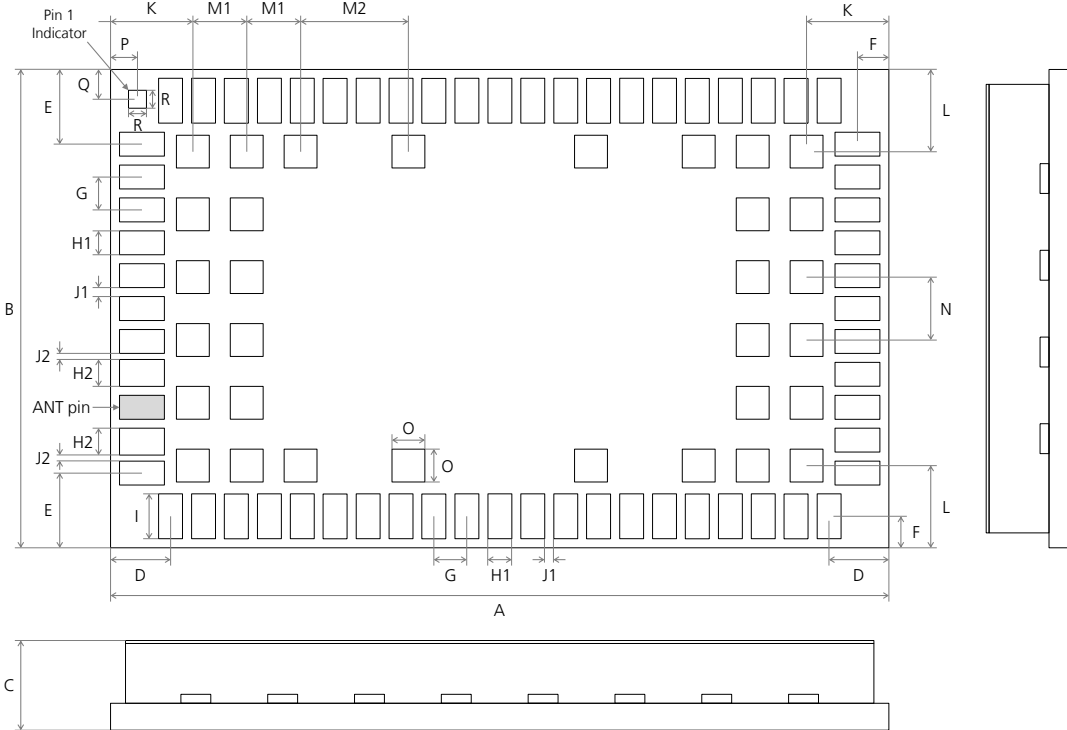 Pin 1
Indicator
K
M1
M1
M2
K
P
F
Q
E
R
R
L
G
H1
J1
B
N
J2
H2
ANT pin
H2
J2
O
O
E
I
L
F
D
G
H1
J1
D
A
C